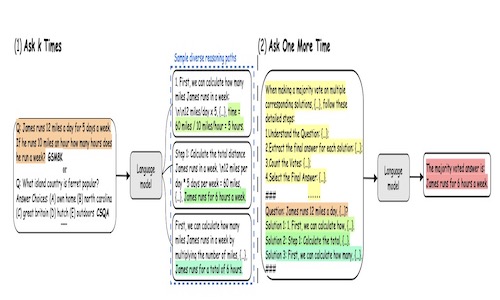 (1) Ask k Times
Q: James runs 12 miles a day for 5 days a week.
If he runs 10 miles an hour how many hours does
he run a week? GSM8K
or
Q: What island country is ferret popular?
Answer Choices: (A) own home (B) north carolina
(C) great britain (D) hutch (E) outdoors CSQA
......
Language
model
Sample diverse reasoning paths
1. First, we can calculate how many
miles James runs in a week:
\n\n12 miles/day x 5, (...), time =
60 miles / 10 miles/hour = 5 hours.
Step 1: Calculate the total distance
James runs in a week. \n12 miles per
day * 5 days per week = 60 miles,
(...), James runs for 6 hours a week.
First, we can calculate how many
miles James runs in a week by
multiplying the number of miles, (...),
James runs for a total of 6 hours.
(2) Ask One More Time
When making a majority vote on multiple
corresponding solutions, (...), follow these
detailed steps:
1.Understand the Question: (...);
2.Extract the final answer for each solution: (...);
3.Count the Votes: (...);
4.Select the Final Answer: (...);
###
......
Question: James runs 12 miles a day, (...)?
Solution 1: 1. First, we can calculate how, (...),
Solution 2: Step 1: Calculate the total, (...),
Solution 3: First, we can calculate how many, (...),
###
Language
model
The majority voted answer is:
James runs for 6 hours a week.